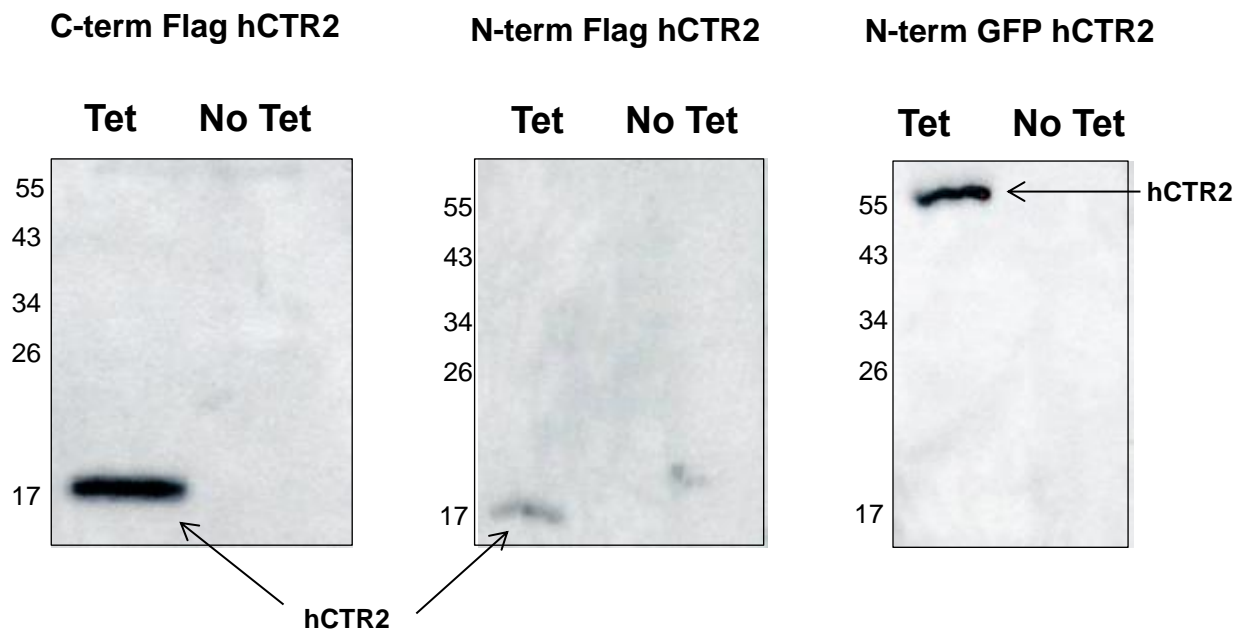 C-term Flag hCTR2
Tet No Tet
55
43
34
26
17
N-term Flag hCTR2
Tet No Tet
55
43
34
26
17
N-term GFP hCTR2
Tet No Tet
55
43
34
26
17
hCTR2
hCTR2